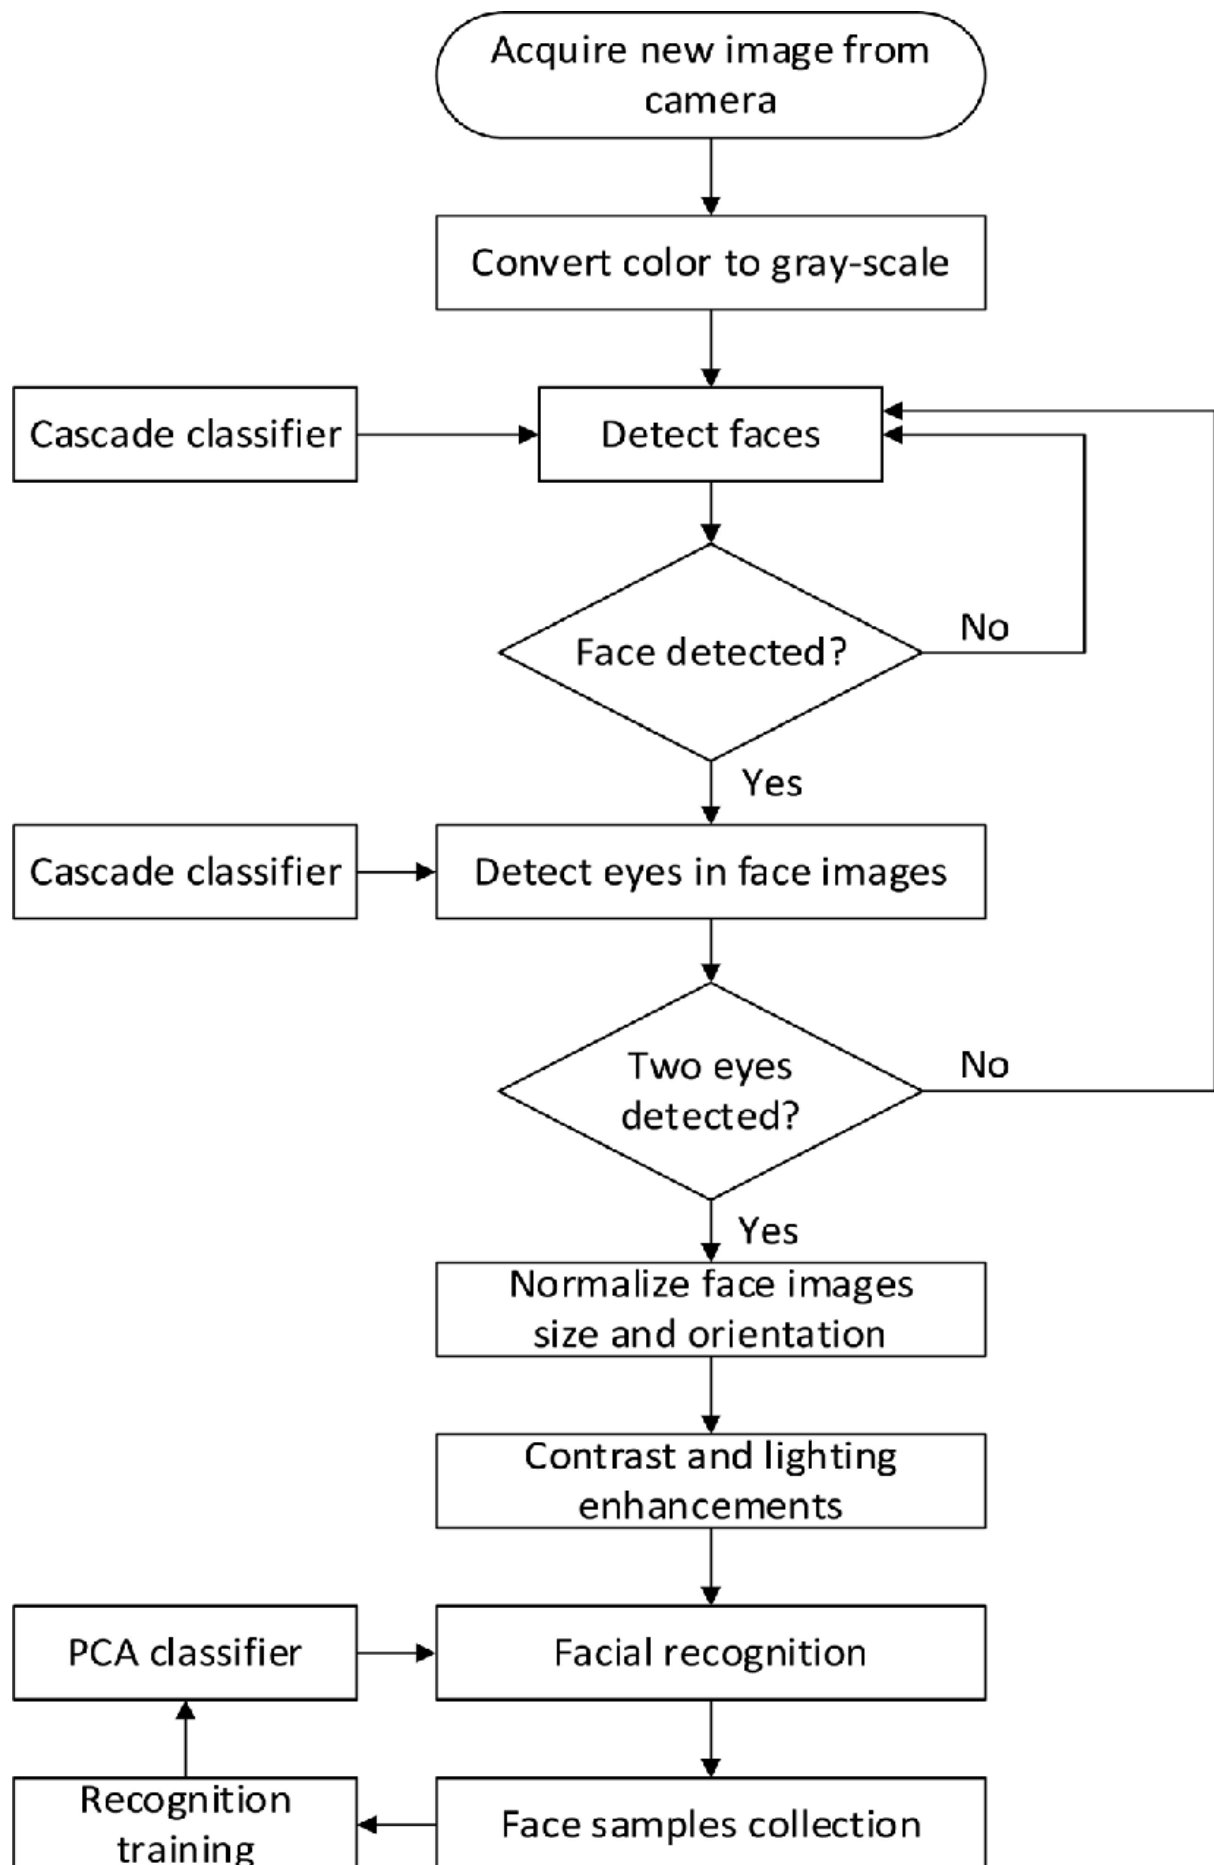 Acquire new image from
camera
Convert color to gray-scale
Cascade classifier
Detect faces
Face detected?
No
Yes
Cascade classifier
Detect eyes in face images
Two eyes
detected?
No
Yes
Normalize face images
size and orientation
Contrast and lighting
enhancements
PCA classifier
Facial recognition
Recognition
training
Face samples collection